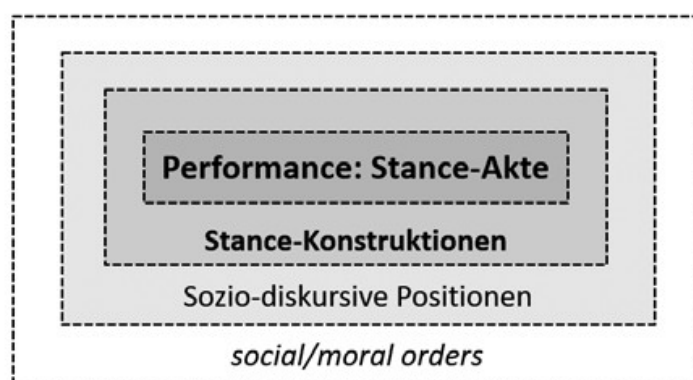 Performance: Stance-Akte
Stance-Konstruktionen
Sozio-diskursive Positionen
social/moral orders